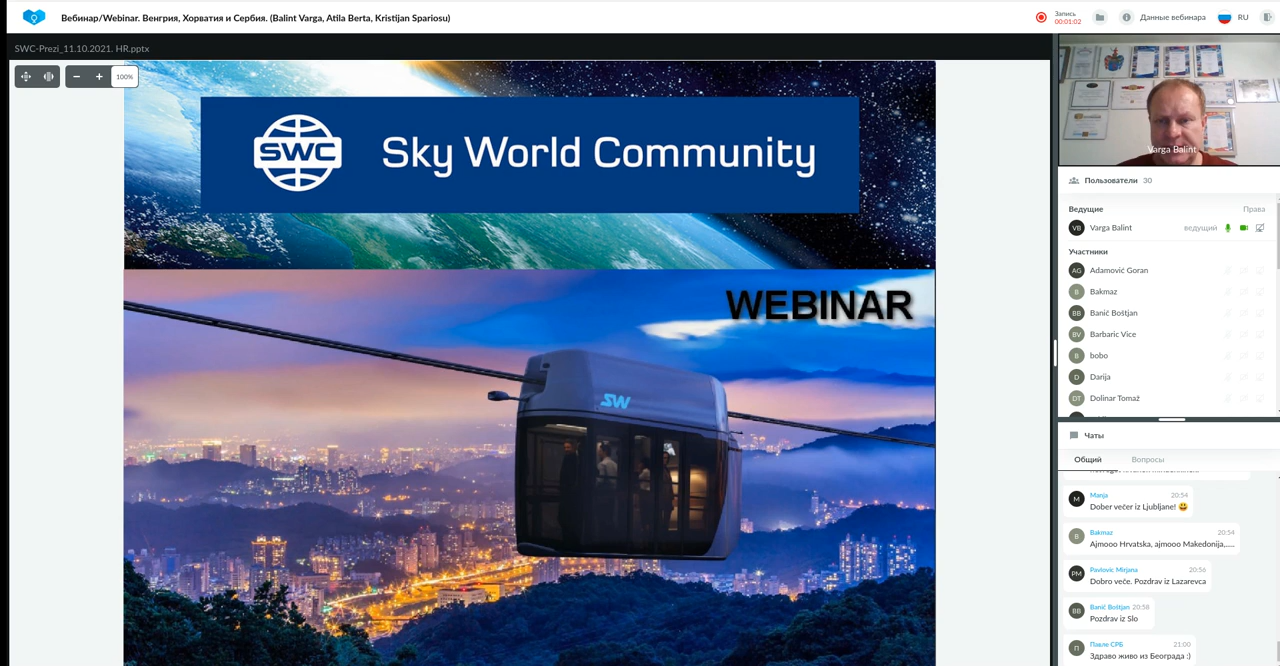 Вебинар/Webinar. Венгрия, Хорватия и Сербия. (Balint Varga, Atila Berta, Kristijan Spariosu)
Запись
00:01:02
Данные вебинара
RU
SWC-Prezi_11.10.2021. HR.pptx
100%
SWC
Sky World Community
WEBINAR
SW
Varga Balint
Пользователи 30
Ведущие
Права
VB Varga Balint ведущий
Участники
AG Adamović Goran
B Bakmaz
BB Banič Boštjan
BV Barbaric Vice
B bobo
D Darija
DT Dolinar Tomaž
Чаты
Общий Вопросы
M Manja 20:54
Dober večer iz Ljubljane! 😃
B Bakmaz 20:54
Ajmooo Hrvatska, ajmooo Makedonija,.....
PM Pavlovic Mirjana 20:56
Dobro veče. Pozdrav iz Lazarevca
BB Banič Boštjan 20:58
Pozdrav iz Slo
П Павле СРБ 21:00
Здраво живо из Београда :)